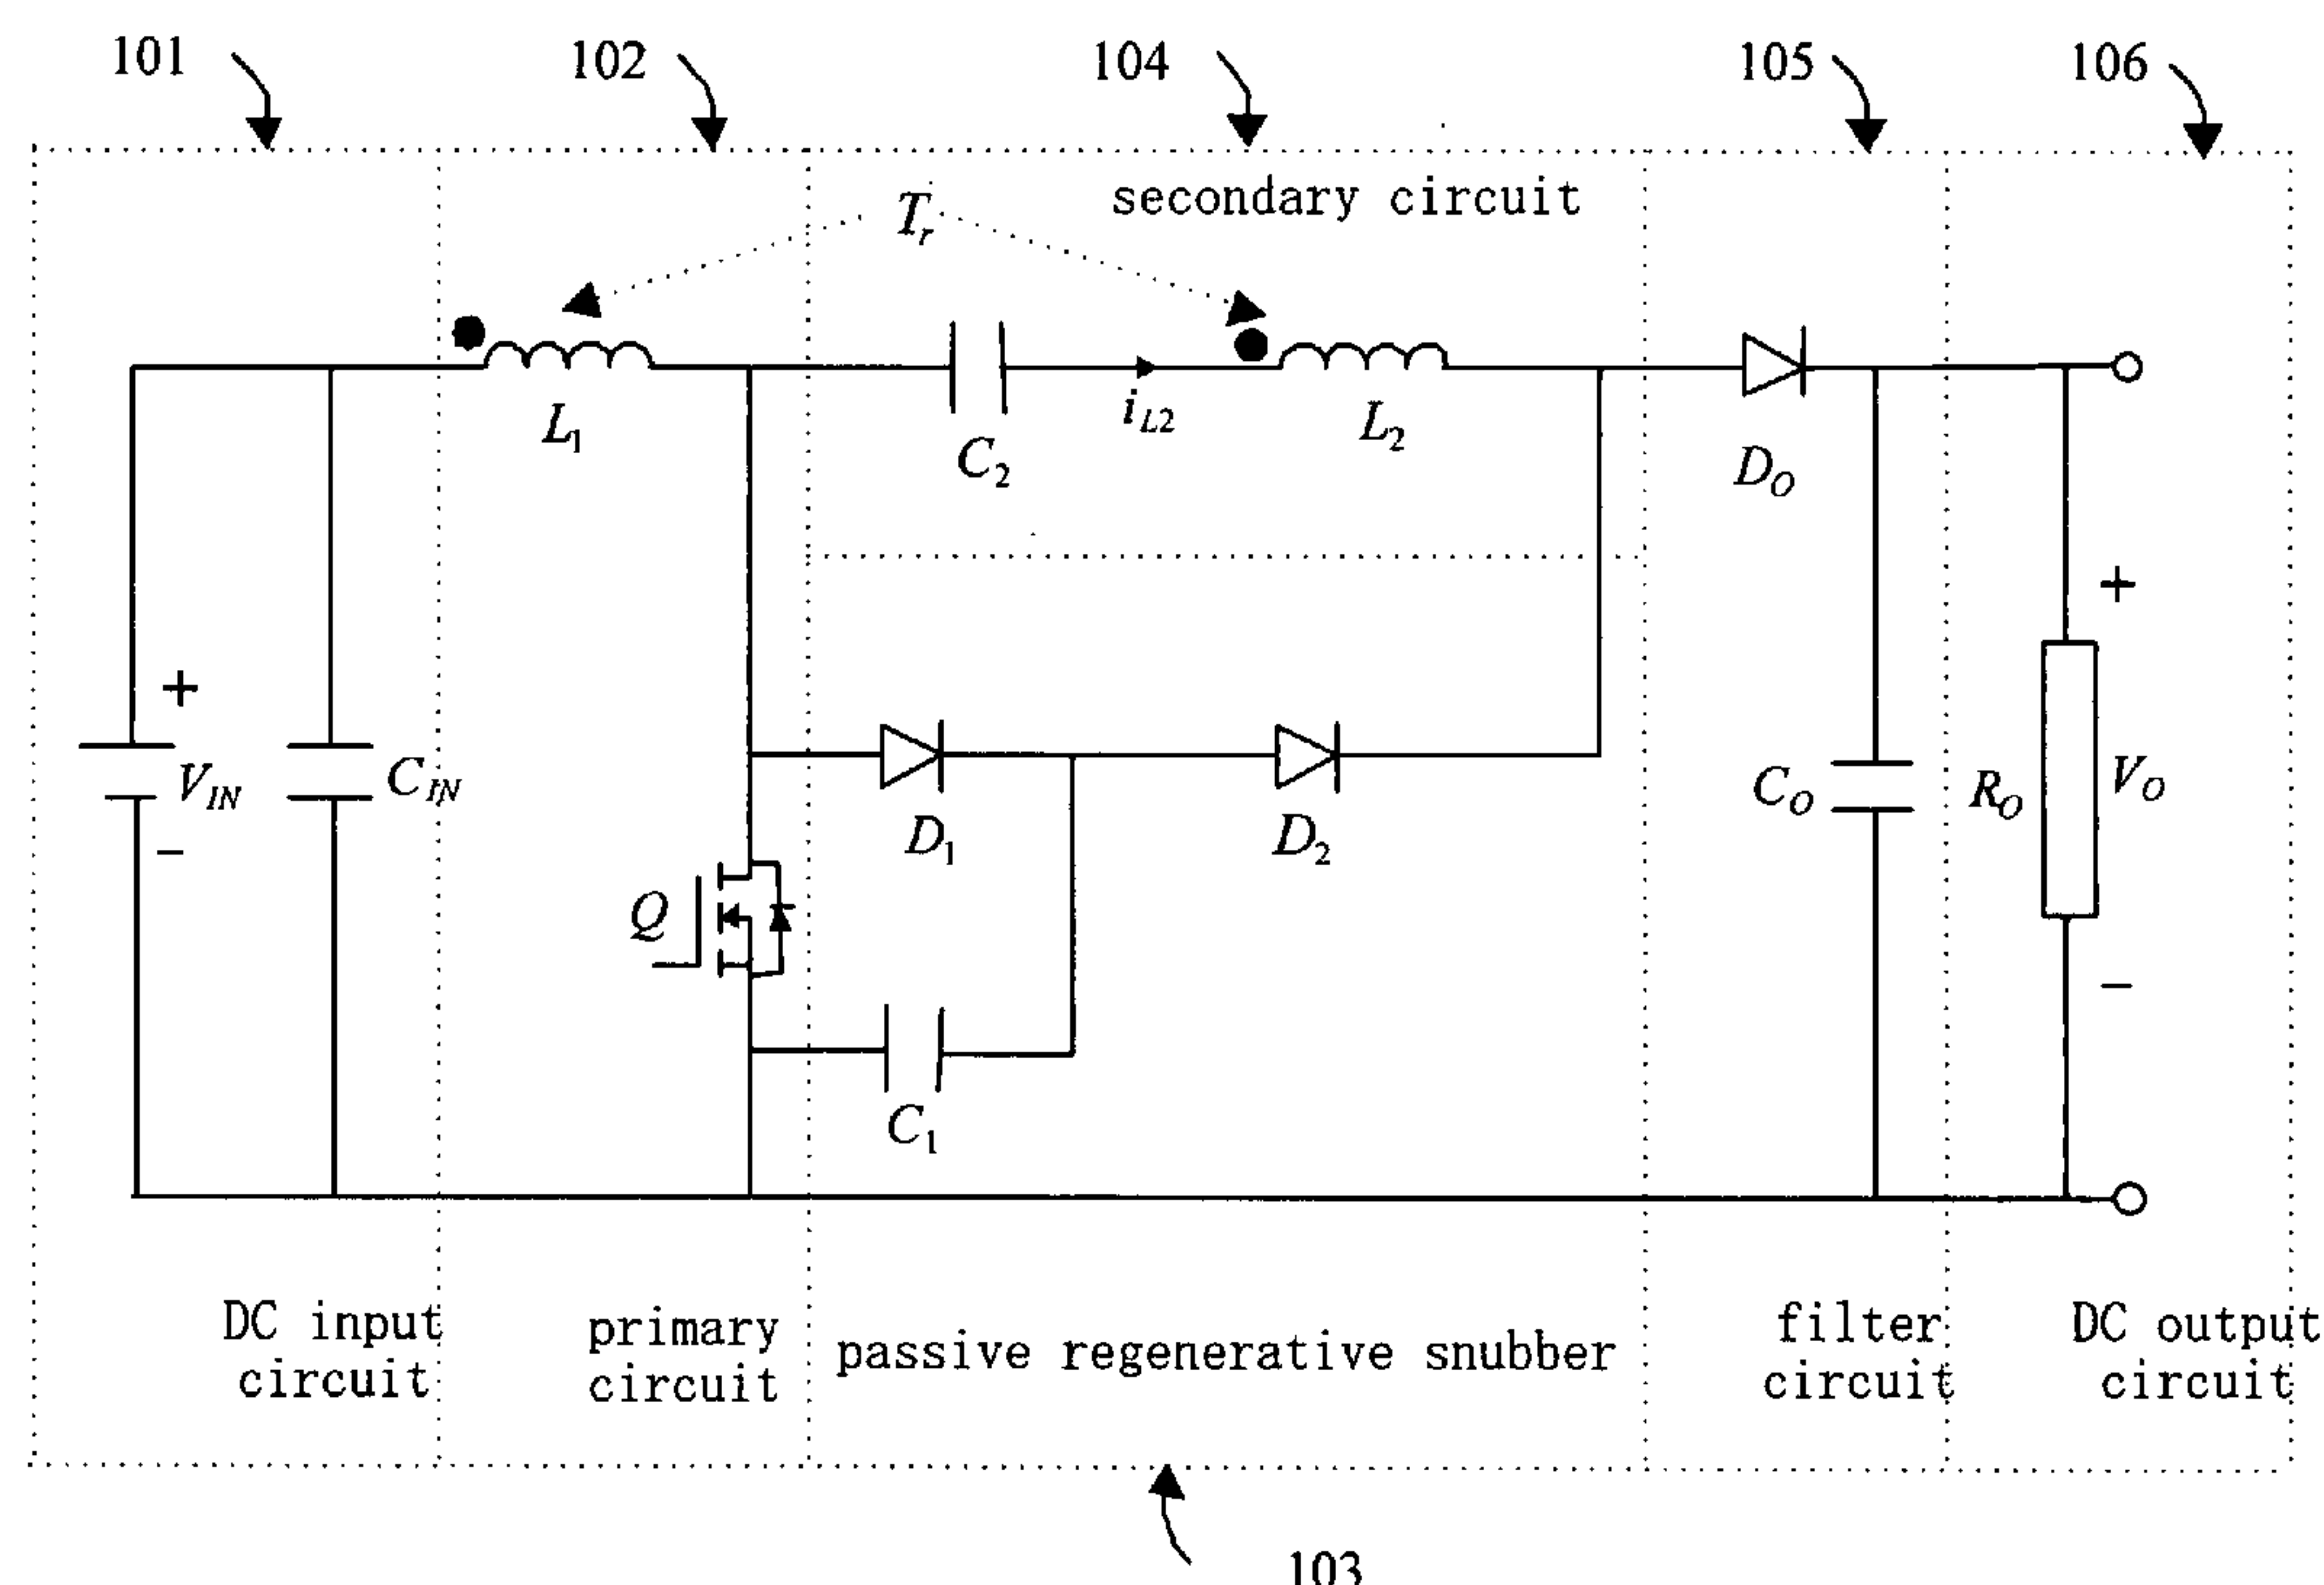 101
102
104
105
106
secondary circuit
Tr
L1
C2
iL2
L2
DO
+
VIN
−
CIN
D1
D2
Q
C1
CO
RO
+
VO
−
DC input
circuit
primary
circuit
passive regenerative snubber
filter
circuit
DC output
circuit
103